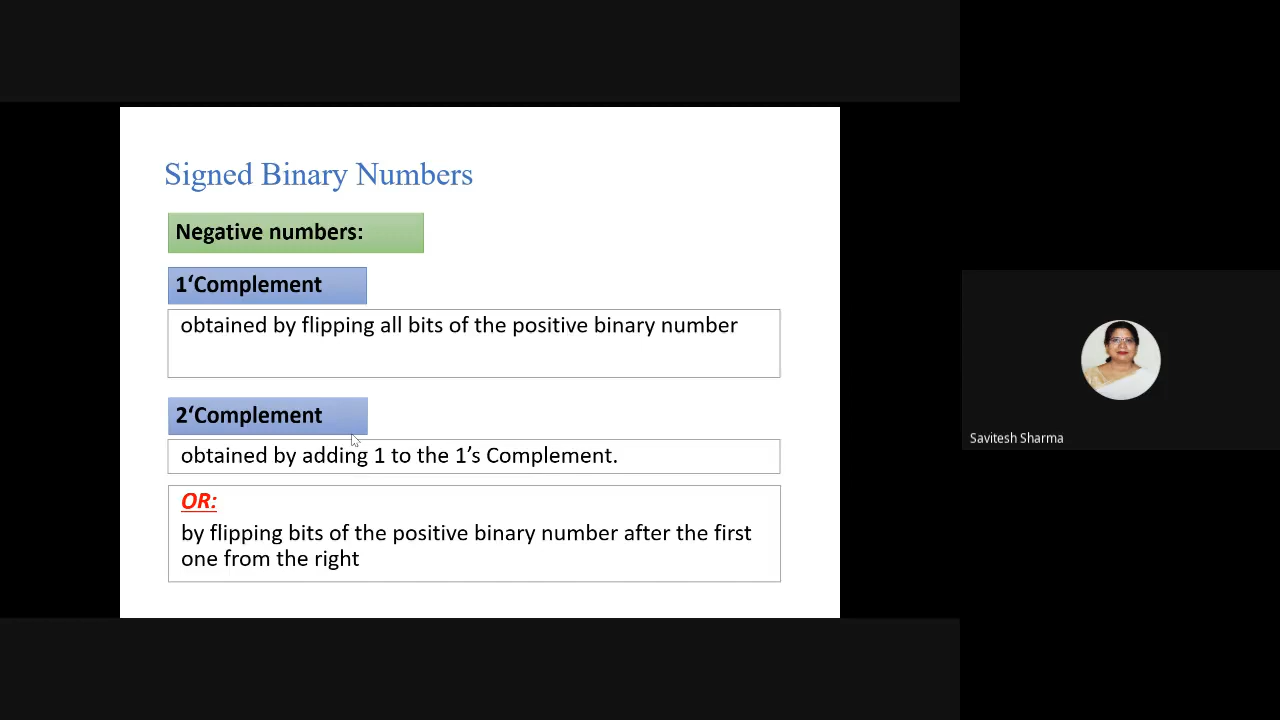 Signed Binary Numbers
Negative numbers:
1‘Complement
obtained by flipping all bits of the positive binary number
2‘Complement
obtained by adding 1 to the 1’s Complement.
OR:
by flipping bits of the positive binary number after the first
one from the right
Savitesh Sharma